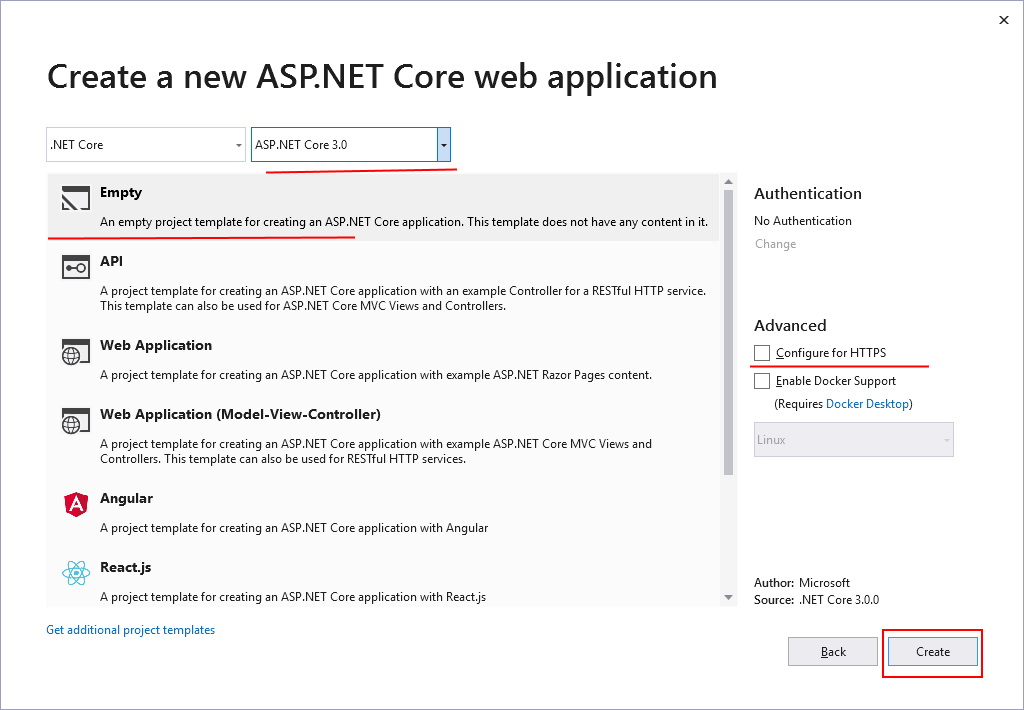 Create a new ASP.NET Core web application
.NET Core
ASP.NET Core 3.0
Empty
An empty project template for creating an ASP.NET Core application. This template does not have any content in it.
API
A project template for creating an ASP.NET Core application with an example Controller for a RESTful HTTP service.
This template can also be used for ASP.NET Core MVC Views and Controllers.
Web Application
A project template for creating an ASP.NET Core application with example ASP.NET Razor Pages content.
Web Application (Model-View-Controller)
A project template for creating an ASP.NET Core application with example ASP.NET Core MVC Views and
Controllers. This template can also be used for RESTful HTTP services.
Angular
A project template for creating an ASP.NET Core application with Angular
React.js
A project template for creating an ASP.NET Core application with React.js
Get additional project templates
Authentication
No Authentication
Change
Advanced
Configure for HTTPS
Enable Docker Support
(Requires Docker Desktop)
Linux
Author: Microsoft
Source: .NET Core 3.0.0
Back
Create